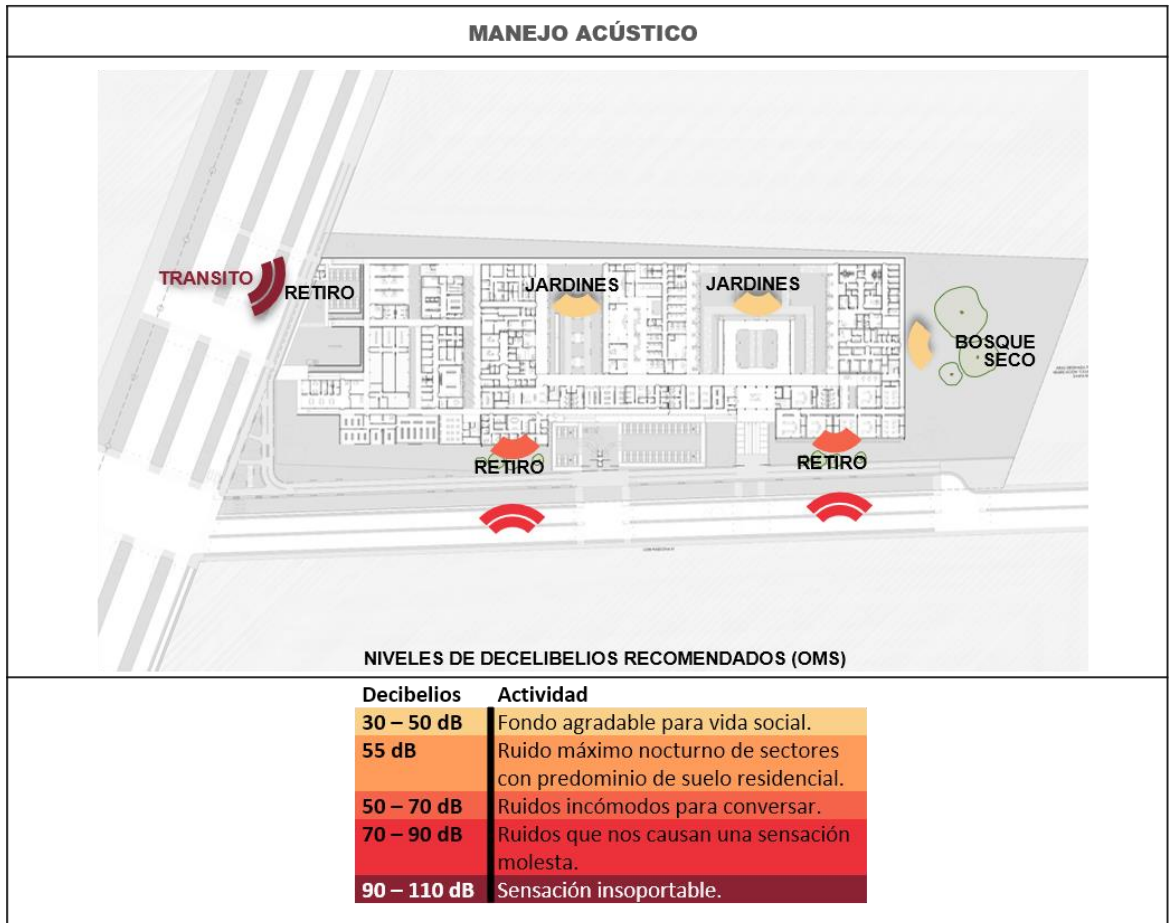 MANEJO ACÚSTICO
TRANSITO
RETIRO
JARDINES
JARDINES
BOSQUE
SECO
RETIRO
RETIRO
NIVELES DE DECELIBELIOS RECOMENDADOS (OMS)
Decibelios Actividad
30 – 50 dB Fondo agradable para vida social.
55 dB Ruido máximo nocturno de sectores
con predominio de suelo residencial.
50 – 70 dB Ruidos incómodos para conversar.
70 – 90 dB Ruidos que nos causan una sensación
molesta.
90 – 110 dB Sensación insoportable.